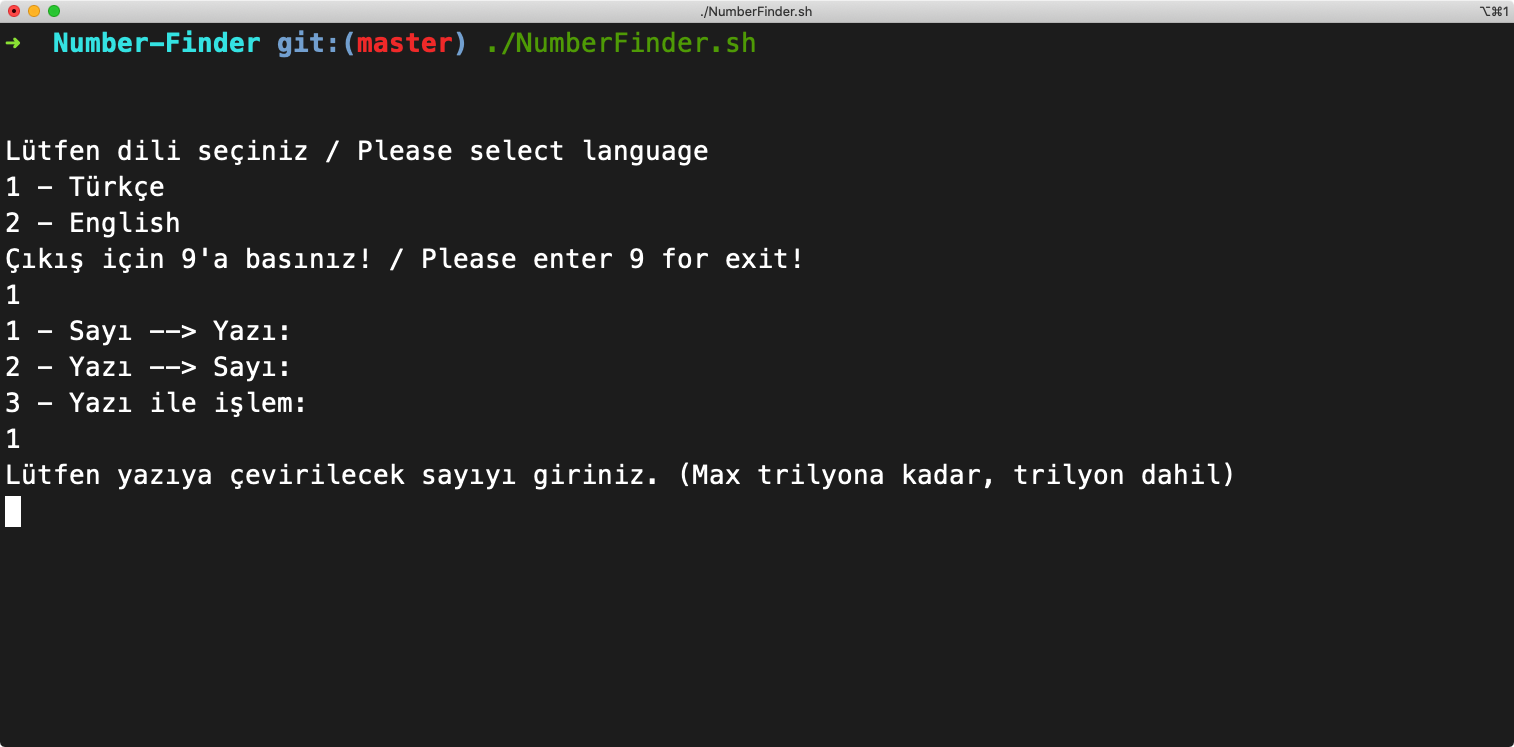 ./NumberFinder.sh
⌥⌘1
➜ Number-Finder git:(master) ./NumberFinder.sh
Lütfen dili seçiniz / Please select language
1 - Türkçe
2 - English
Çıkış için 9'a basınız! / Please enter 9 for exit!
1
1 - Sayı --> Yazı:
2 - Yazı --> Sayı:
3 - Yazı ile işlem:
1
Lütfen yazıya çevirilecek sayıyı giriniz. (Max trilyona kadar, trilyon dahil)